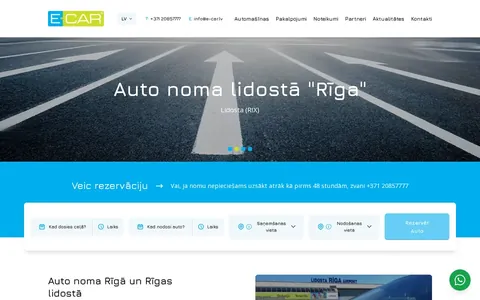 E-CAR
LV
T: +371 20857777
E: info@e-car.lv
Automašīnas
Pakalpojumi
Noteikumi
Partneri
Aktualitātes
Kontakti
Auto noma lidostā "Rīga"
Lidosta (RIX)
Veic rezervāciju → Vai, ja nomu nepieciešams uzsākt ātrāk kā pirms 48 stundām, zvani +371 20857777
Kad dosies ceļā?
Laiks
Kad nodosi auto?
Laiks
Saņemšanas vieta
Nodošanas vieta
Rezervēt auto
Auto noma Rīgā un Rīgas
lidostā
LIDOSTA RIGA AIRPORT